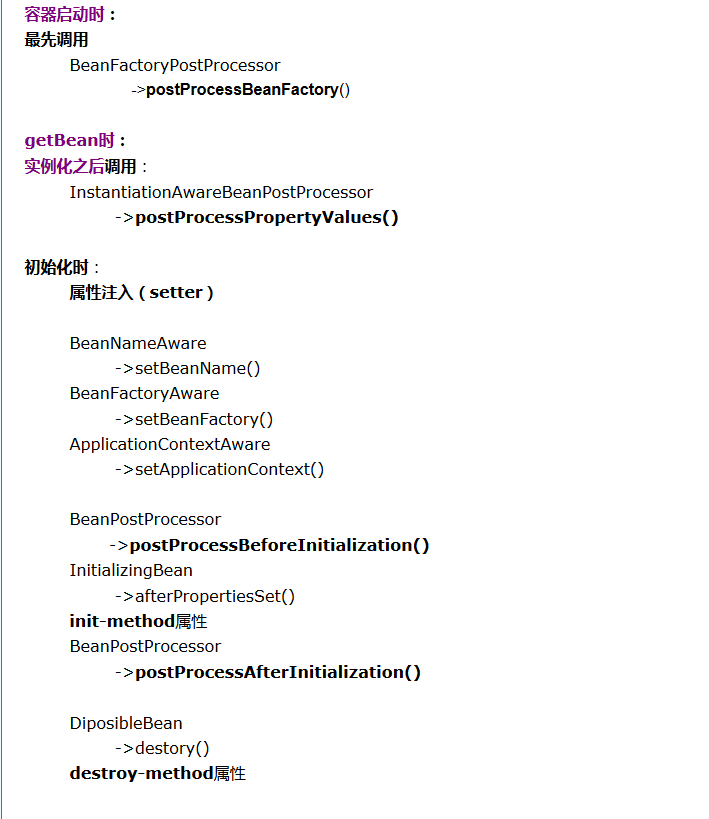 容器启动时：
最先调用
BeanFactoryPostProcessor
->postProcessBeanFactory()
getBean时：
实例化之后调用：
InstantiationAwareBeanPostProcessor
->postProcessPropertyValues()
初始化时：
属性注入（setter）
BeanNameAware
->setBeanName()
BeanFactoryAware
->setBeanFactory()
ApplicationContextAware
->setApplicationContext()
BeanPostProcessor
->postProcessBeforeInitialization()
InitializingBean
->afterPropertiesSet()
init-method属性
BeanPostProcessor
->postProcessAfterInitialization()
DiposibleBean
->destory()
destroy-method属性